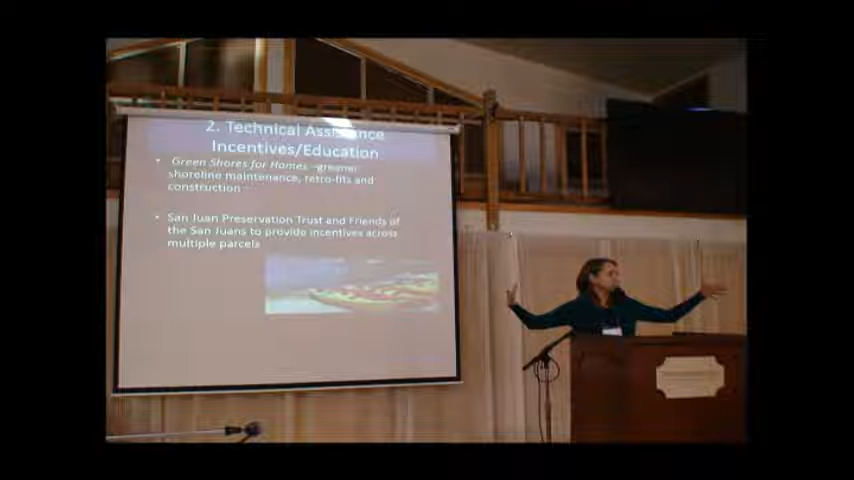 2. Technical Assistance
Incentives/Education
• Green Shores for Homes -greener
shoreline maintenance, retro-fits and
construction
• San Juan Preservation Trust and Friends of
the San Juans to provide incentives across
multiple parcels